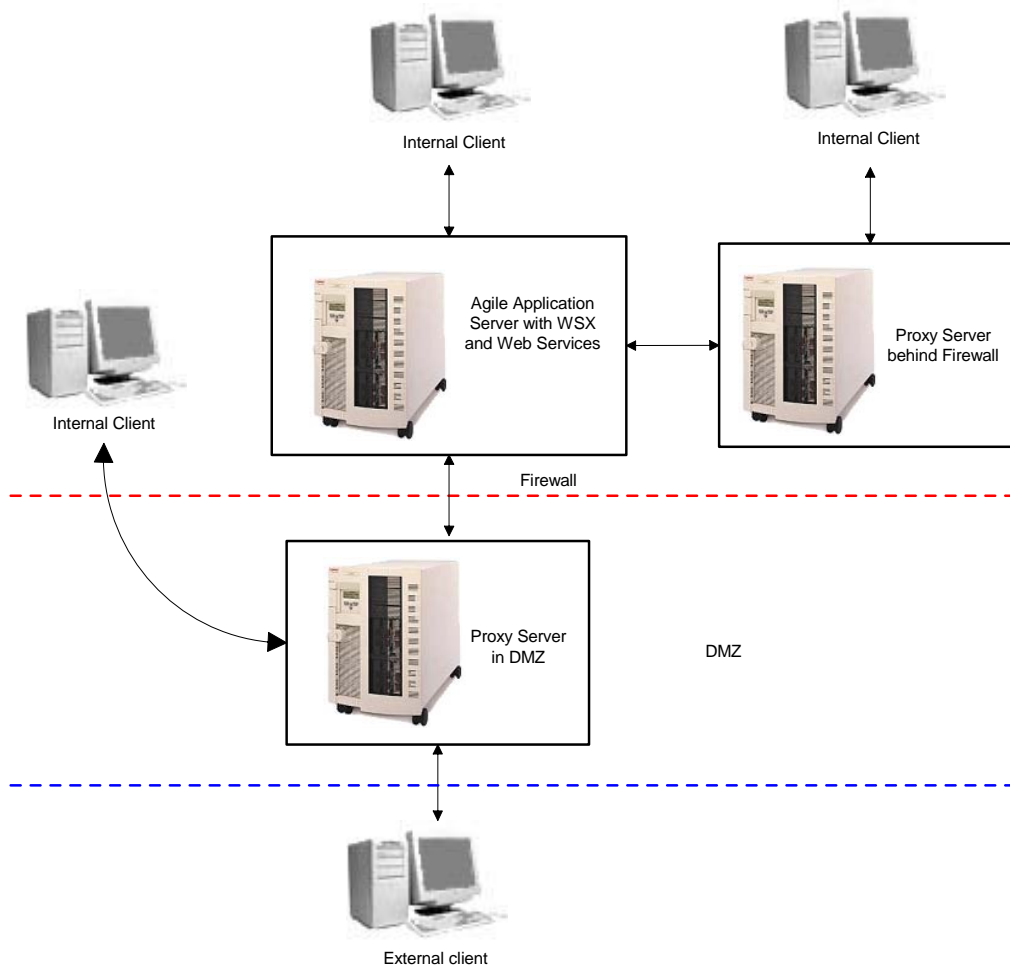 Internal Client
Internal Client
Agile Application
Server with WSX
and Web Services
Proxy Server
behind Firewall
Internal Client
Firewall
Proxy Server
in DMZ
DMZ
External client